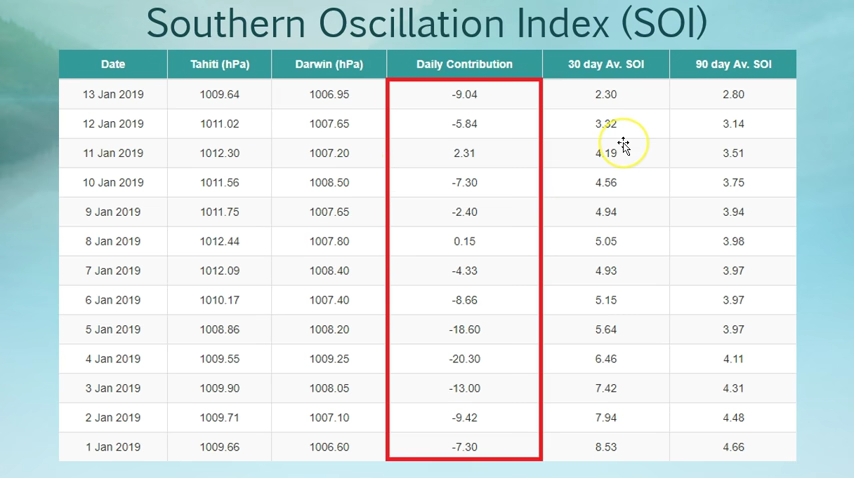 Southern Oscillation Index (SOI)
Date Tahiti (hPa) Darwin (hPa) Daily Contribution 30 day Av. SOI 90 day Av. SOI
13 Jan 2019 1009.64 1006.95 -9.04 2.30 2.80
12 Jan 2019 1011.02 1007.65 -5.84 3.32 3.14
11 Jan 2019 1012.30 1007.20 2.31 4.19 3.51
10 Jan 2019 1011.56 1008.50 -7.30 4.56 3.75
9 Jan 2019 1011.75 1007.65 -2.40 4.94 3.94
8 Jan 2019 1012.44 1007.80 0.15 5.05 3.98
7 Jan 2019 1012.09 1008.40 -4.33 4.93 3.97
6 Jan 2019 1010.17 1007.40 -8.66 5.15 3.97
5 Jan 2019 1008.86 1008.20 -18.60 5.64 3.97
4 Jan 2019 1009.55 1009.25 -20.30 6.46 4.11
3 Jan 2019 1009.90 1008.05 -13.00 7.42 4.31
2 Jan 2019 1009.71 1007.10 -9.42 7.94 4.48
1 Jan 2019 1009.66 1006.60 -7.30 8.53 4.66